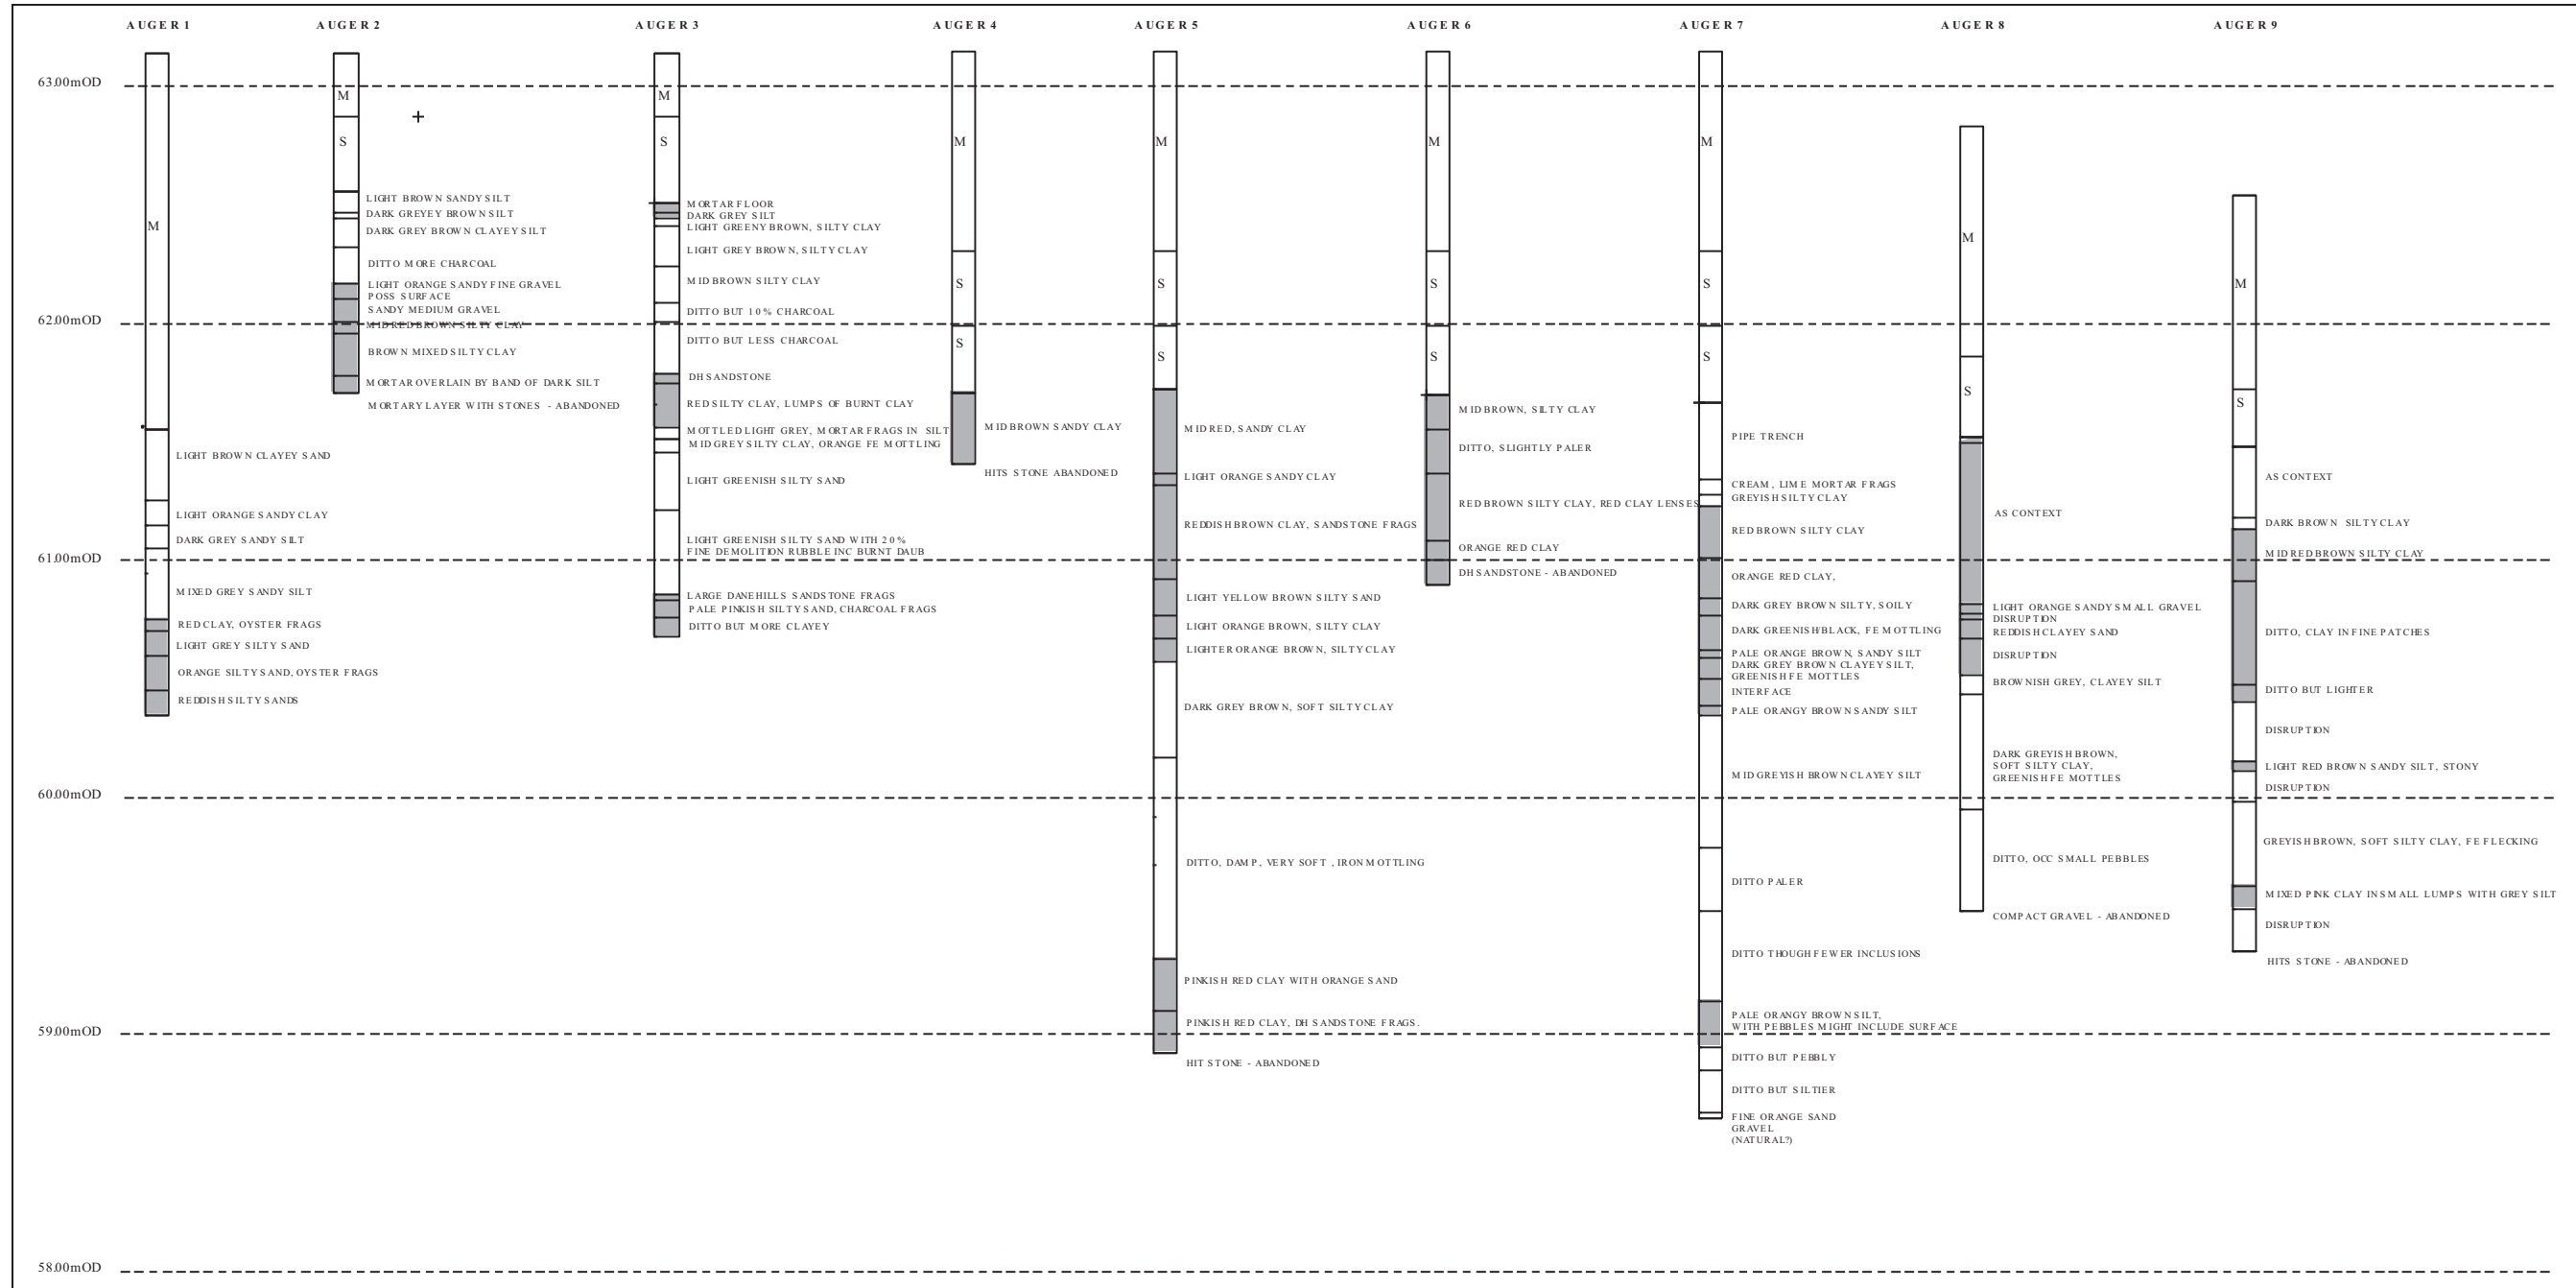 AUGER 1
AUGER 2
AUGER 3
AUGER 4
AUGER 5
AUGER 6
AUGER 7
AUGER 8
AUGER 9
63.00mOD
62.00mOD
61.00mOD
60.00mOD
59.00mOD
58.00mOD
M
LIGHT BROWN CLAYEY SAND
LIGHT ORANGE SANDY CLAY
DARK GREY SANDY SILT
MIXED GREY SANDY SILT
RED CLAY, OYSTER FRAGS
LIGHT GREY SILTY SAND
ORANGE SILTY SAND, OYSTER FRAGS
REDDISH SILTY SANDS
M
S
LIGHT BROWN SANDY SILT
DARK GREYEY BROWN SILT
DARK GREY BROWN CLAYEY SILT
DITTO MORE CHARCOAL
LIGHT ORANGE SANDY FINE GRAVEL
POSS SURFACE
SANDY MEDIUM GRAVEL
MID RED BROWN SILTY CLAY
BROWN MIXED SILTY CLAY
MORTAR OVERLAIN BY BAND OF DARK SILT
MORTARY LAYER WITH STONES - ABANDONED
M
S
MORTAR FLOOR
DARK GREY SILT
LIGHT GREENY BROWN, SILTY CLAY
LIGHT GREY BROWN, SILTY CLAY
MID BROWN SILTY CLAY
DITTO BUT 10% CHARCOAL
DITTO BUT LESS CHARCOAL
DH SANDSTONE
RED SILTY CLAY, LUMPS OF BURNT CLAY
MOTTLED LIGHT GREY, MORTAR FRAGS IN SILT
MID GREY SILTY CLAY, ORANGE FE MOTTLING
LIGHT GREENISH SILTY SAND
LIGHT GREENISH SILTY SAND WITH 20%
FINE DEMOLITION RUBBLE INC BURNT DAUB
LARGE DANEHILLS SANDSTONE FRAGS
PALE PINKISH SILTY SAND, CHARCOAL FRAGS
DITTO BUT MORE CLAYEY
M
S
S
MID BROWN SANDY CLAY
HITS STONE ABANDONED
M
S
S
MID RED, SANDY CLAY
LIGHT ORANGE SANDY CLAY
REDDISH BROWN CLAY, SANDSTONE FRAGS
LIGHT YELLOW BROWN SILTY SAND
LIGHT ORANGE BROWN, SILTY CLAY
LIGHTER ORANGE BROWN, SILTY CLAY
DARK GREY BROWN, SOFT SILTY CLAY
DITTO, DAMP, VERY SOFT , IRON MOTTLING
PINKISH RED CLAY WITH ORANGE SAND
PINKISH RED CLAY, DH SANDSTONE FRAGS.
HIT STONE - ABANDONED
M
S
S
MID BROWN, SILTY CLAY
DITTO, SLIGHTLY PALER
RED BROWN SILTY CLAY, RED CLAY LENSES
ORANGE RED CLAY
DH SANDSTONE - ABANDONED
M
S
S
PIPE TRENCH
CREAM, LIME MORTAR FRAGS
GREYISH SILTY CLAY
RED BROWN SILTY CLAY
ORANGE RED CLAY,
DARK GREY BROWN SILTY, SOILY
DARK GREENISH/BLACK, FE MOTTLING
PALE ORANGE BROWN, SANDY SILT
DARK GREY BROWN CLAYEY SILT,
GREENISH FE MOTTLES
INTERFACE
PALE ORANGY BROWN SANDY SILT
MID GREYISH BROWN CLAYEY SILT
DITTO PALER
DITTO THOUGH FEWER INCLUSIONS
PALE ORANGY BROWN SILT,
WITH PEBBLES MIGHT INCLUDE SURFACE
DITTO BUT PEBBLY
DITTO BUT SILTIER
FINE ORANGE SAND
GRAVEL
(NATURAL?)
M
S
AS CONTEXT
LIGHT ORANGE SANDY SMALL GRAVEL
DISRUPTION
REDDISH CLAYEY SAND
DISRUPTION
BROWNISH GREY, CLAYEY SILT
DARK GREYISH BROWN,
SOFT SILTY CLAY,
GREENISH FE MOTTLES
DITTO, OCC SMALL PEBBLES
COMPACT GRAVEL - ABANDONED
M
S
AS CONTEXT
DARK BROWN SILTY CLAY
MID RED BROWN SILTY CLAY
DITTO, CLAY IN FINE PATCHES
DITTO BUT LIGHTER
DISRUPTION
LIGHT RED BROWN SANDY SILT, STONY
DISRUPTION
GREYISH BROWN, SOFT SILTY CLAY, FE FLECKING
MIXED PINK CLAY IN SMALL LUMPS WITH GREY SILT
DISRUPTION
HITS STONE - ABANDONED